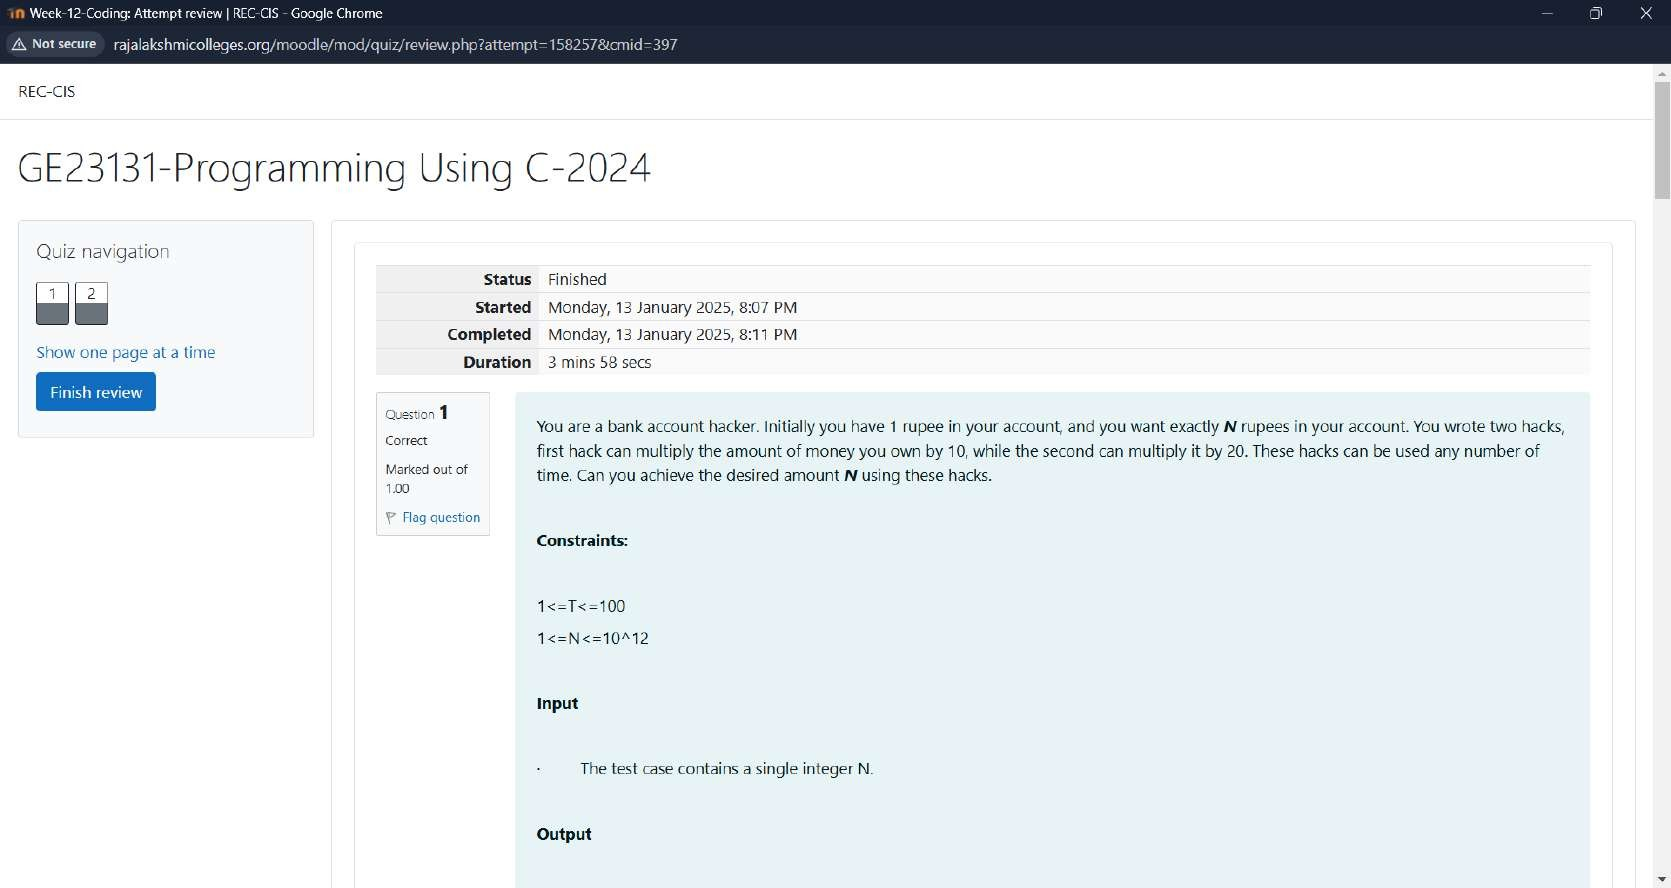 Week-12-Coding: Attempt review | REC-CIS - Google Chrome
Not secure rajalakshmicolleges.org/moodle/mod/quiz/review.php?attempt=158257&cmid=397
REC-CIS
GE23131-Programming Using C-2024
Quiz navigation
1 2
Show one page at a time
Finish review
Status Finished
Started Monday, 13 January 2025, 8:07 PM
Completed Monday, 13 January 2025, 8:11 PM
Duration 3 mins 58 secs
Question 1
Correct
Marked out of
1.00
Flag question
You are a bank account hacker. Initially you have 1 rupee in your account, and you want exactly N rupees in your account. You wrote two hacks,
first hack can multiply the amount of money you own by 10, while the second can multiply it by 20. These hacks can be used any number of
time. Can you achieve the desired amount N using these hacks.
Constraints:
1<=T<=100
1<=N<=10^12
Input
· The test case contains a single integer N.
Output